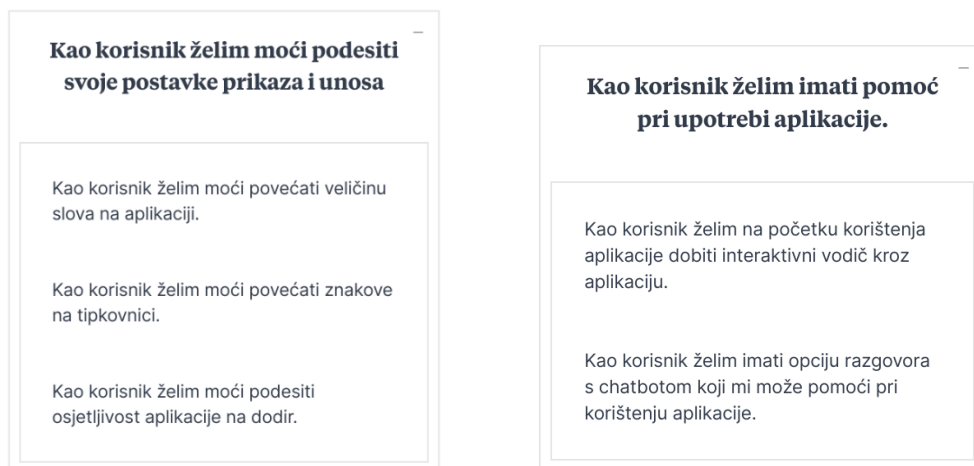 Kao korisnik želim moći podesiti
svoje postavke prikaza i unosa
Kao korisnik želim moći povećati veličinu
slova na aplikaciji.
Kao korisnik želim moći povećati znakove
na tipkovnici.
Kao korisnik želim moći podesiti
osjetljivost aplikacije na dodir.
Kao korisnik želim imati pomoć
pri upotrebi aplikacije.
Kao korisnik želim na početku korištenja
aplikacije dobiti interaktivni vodič kroz
aplikaciju.
Kao korisnik želim imati opciju razgovora
s chatbotom koji mi može pomoći pri
korištenju aplikacije.